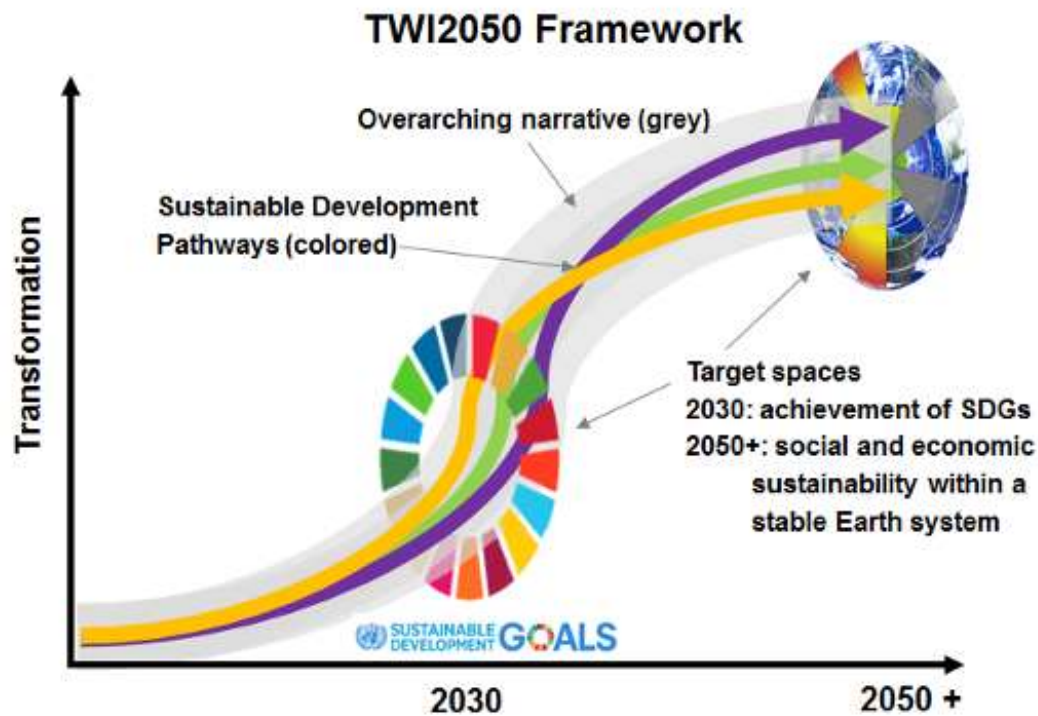 TWI2050 Framework
Overarching narrative (grey)
Sustainable Development
Pathways (colored)
Transformation
Target spaces
2030: achievement of SDGs
2050+: social and economic
sustainability within a
stable Earth system
SUSTAINABLE
DEVELOPMENT
GOALS
2030
2050 +